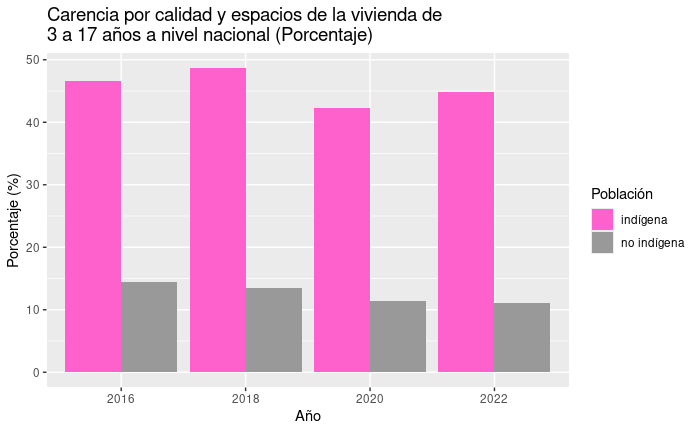 Carencia por calidad y espacios de la vivienda de
3 a 17 años a nivel nacional (Porcentaje)
Porcentaje (%)
50
40
30
20
10
0
2016
2018
2020
2022
Año
Población
indígena
no indígena